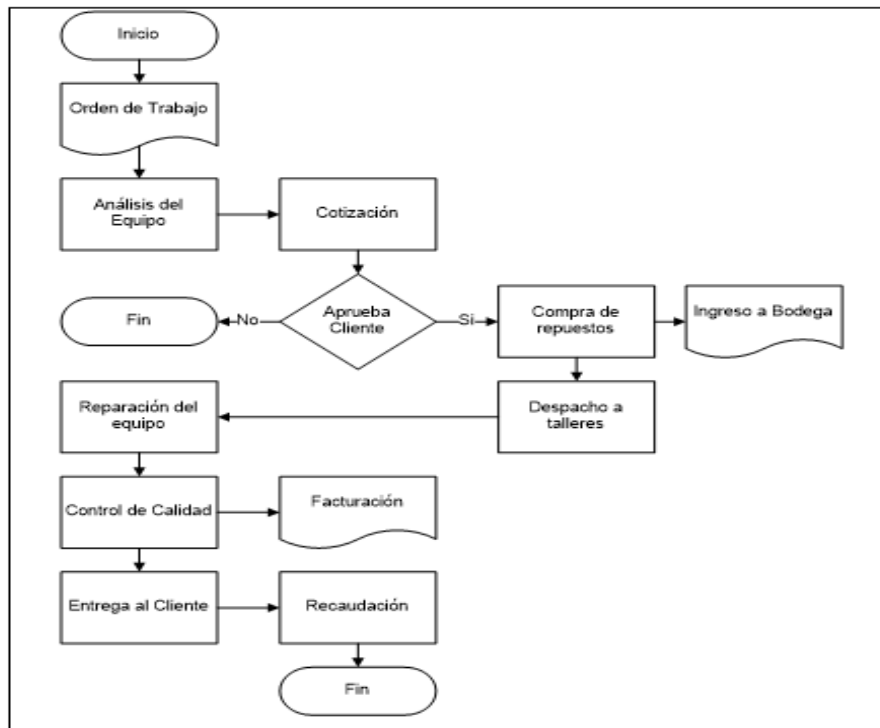 Inicio
Orden de Trabajo
Análisis del
Equipo
Cotización
Fin
No
Aprueba
Cliente
Si
Compra de
repuestos
Ingreso a Bodega
Reparación del
equipo
Despacho a
talleres
Control de Calidad
Facturación
Entrega al Cliente
Recaudación
Fin